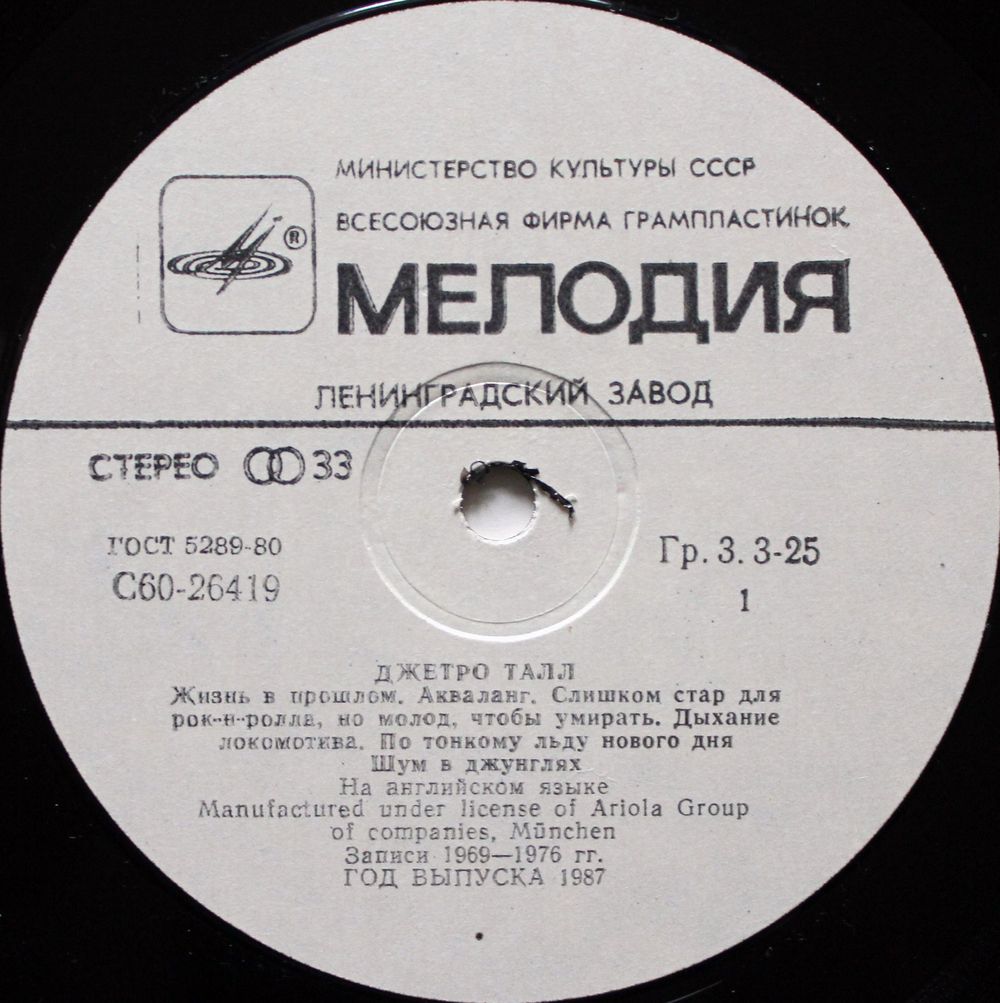 МИНИСТЕРСТВО КУЛЬТУРЫ СССР
ВСЕСОЮЗНАЯ ФИРМА ГРАМПЛАСТИНОК
®
МЕЛОДИЯ
ЛЕНИНГРАДСКИЙ ЗАВОД
СТЕРЕО 33
ГОСТ 5289-80
С60-26419
Гр. 3. 3-25
1
ДЖЕТРО ТАЛЛ
Жизнь в прошлом. Акваланг. Слишком стар для
рок-н-ролла, но молод, чтобы умирать. Дыхание
локомотива. По тонкому льду нового дня
Шум в джунглях
На английском языке
Manufactured under license of Ariola Group
of companies, München
Записи 1969—1976 гг.
ГОД ВЫПУСКА 1987